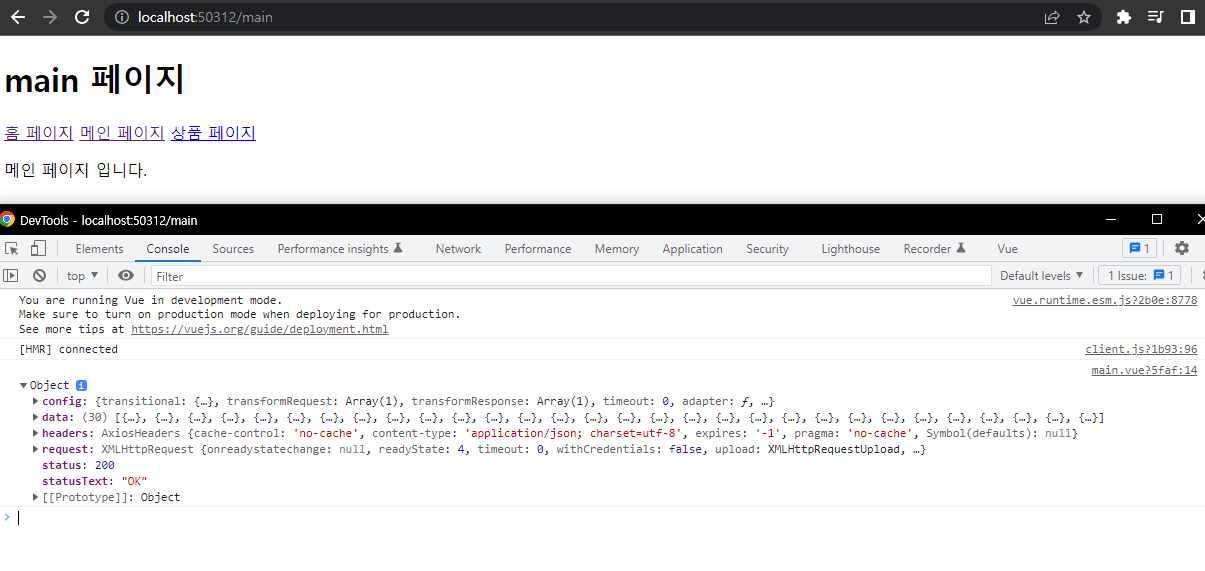 localhost:50312/main
main 페이지
홈 페이지 메인 페이지 상품 페이지
메인 페이지 입니다.
DevTools - localhost:50312/main
Elements Console Sources Performance insights Network Performance Memory Application Security Lighthouse Recorder Vue 1
top ▼ Filter Default levels ▼ 1 Issue: 1
You are running Vue in development mode. vue.runtime.esm.js?2b0e:8778
Make sure to turn on production mode when deploying for production.
See more tips at https://vuejs.org/guide/deployment.html
[HMR] connected client.js?1b93:96
main.vue?5faf:14
▼Object i
▶config: {transitional: {…}, transformRequest: Array(1), transformResponse: Array(1), timeout: 0, adapter: ƒ, …}
▶data: (30) [{…}, {…}, {…}, {…}, {…}, {…}, {…}, {…}, {…}, {…}, {…}, {…}, {…}, {…}, {…}, {…}, {…}, {…}, {…}, {…}, {…}, {…}, {…}, {…}, {…}, {…}, {…}, {…}, {…}, {…}]
▶headers: AxiosHeaders {cache-control: 'no-cache', content-type: 'application/json; charset=utf-8', expires: '-1', pragma: 'no-cache', Symbol(defaults): null}
▶request: XMLHttpRequest {onreadystatechange: null, readyState: 4, timeout: 0, withCredentials: false, upload: XMLHttpRequestUpload, …}
status: 200
statusText: "OK"
▶[[Prototype]]: Object
>